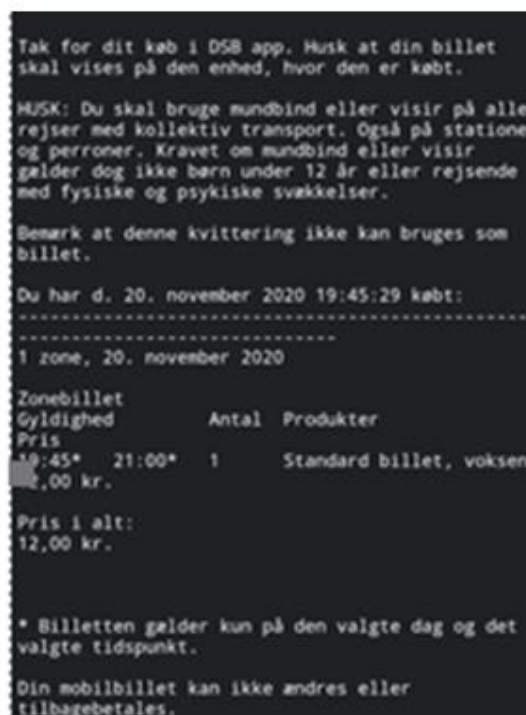 Tak for dit køb i DSB app. Husk at din billet
skal vises på den enhed, hvor den er købt.
HUSK: Du skal bruge mundbind eller visir på alle
rejser med kollektiv transport. Også på statione
og perroner. Kravet om mundbind eller visir
gælder dog ikke børn under 12 år eller rejsende
med fysiske og psykiske svækkelser.
Bemærk at denne kvittering ikke kan bruges som
billet.
Du har d. 20. november 2020 19:45:29 købt:
------------------------------------------------
------------------------------
1 zone, 20. november 2020
Zonebillet
Gyldighed Antal Produkter
Pris
19:45* 21:00* 1 Standard billet, voksen
2,00 kr.
Pris i alt:
12,00 kr.
* Billetten gælder kun på den valgte dag og det
valgte tidspunkt.
Din mobilbillet kan ikke ændres eller
tilbagebetales.